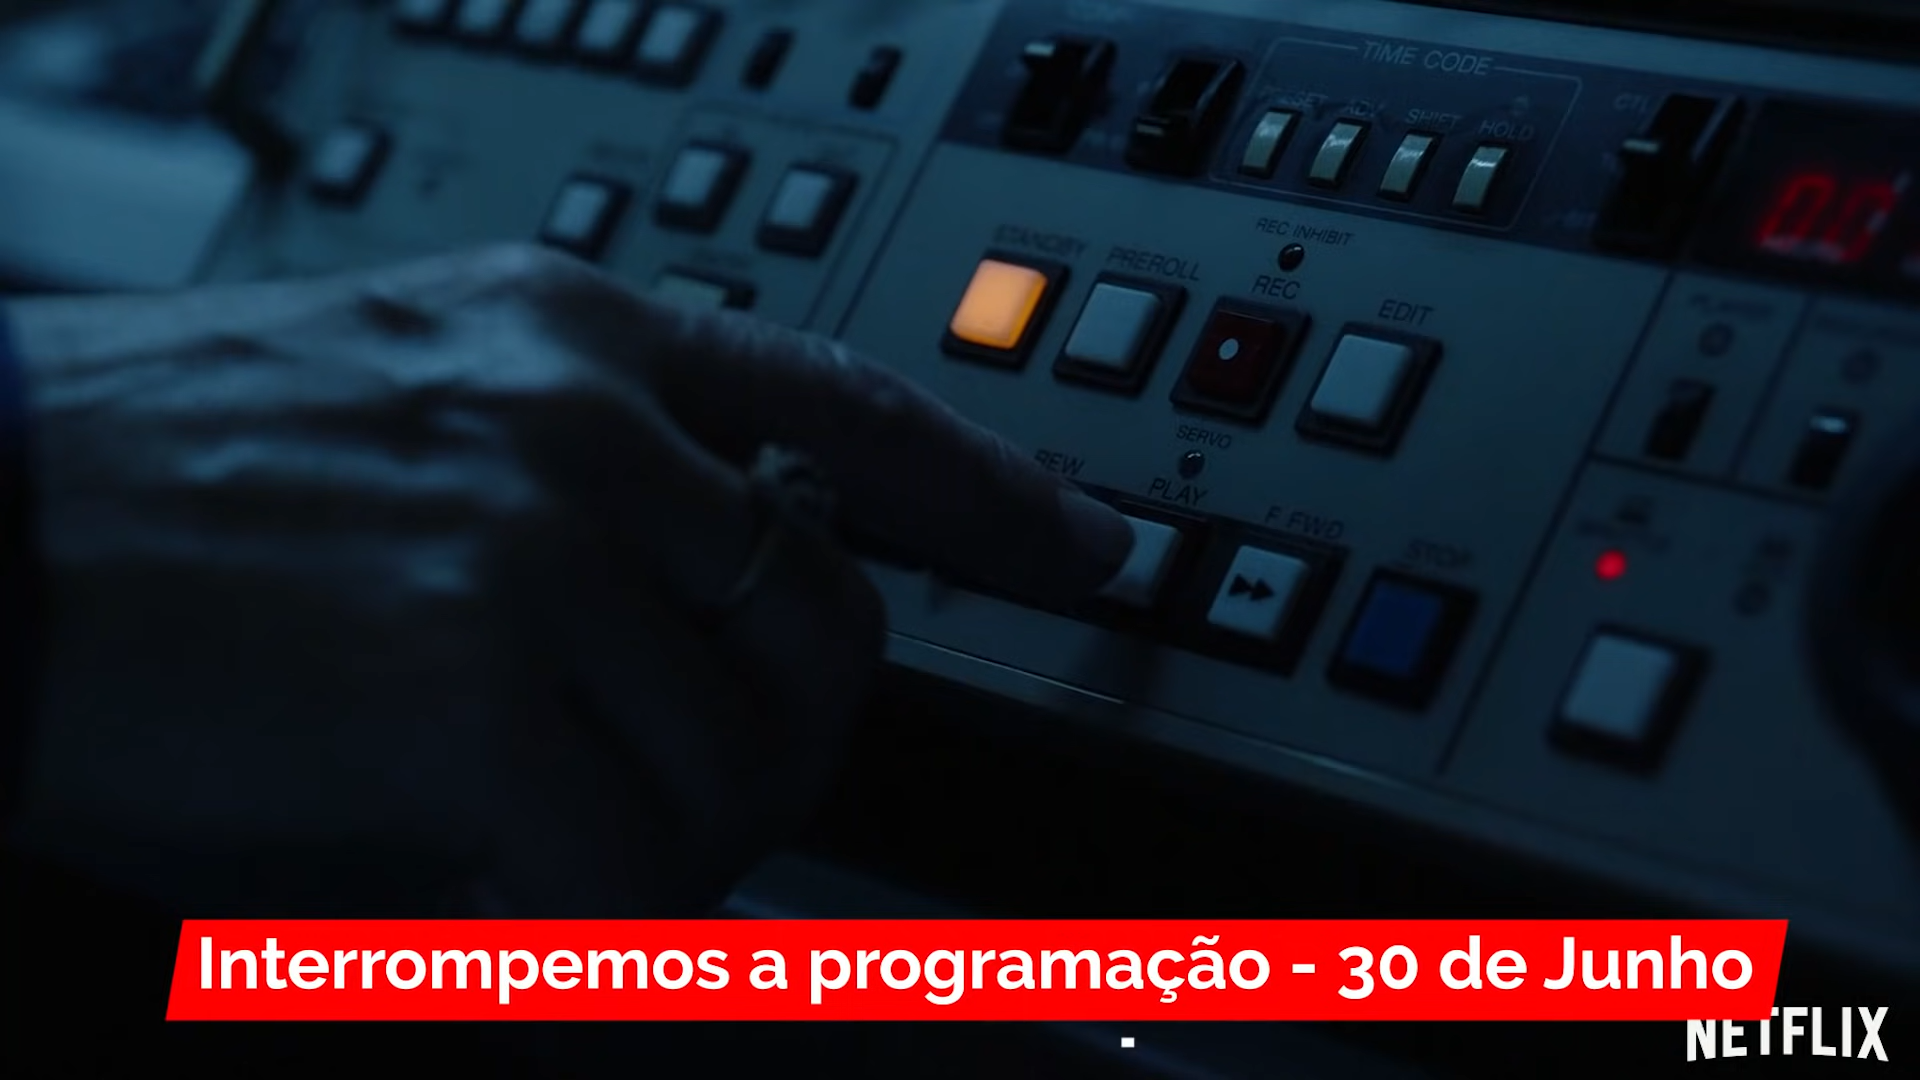 TIME CODE
SHIFT HOLD
REC INHIBIT
STANDBY PREROLL REC EDIT
SERVO
REW PLAY F FWD STOP
Interrompemos a programação - 30 de Junho
NETFLIX